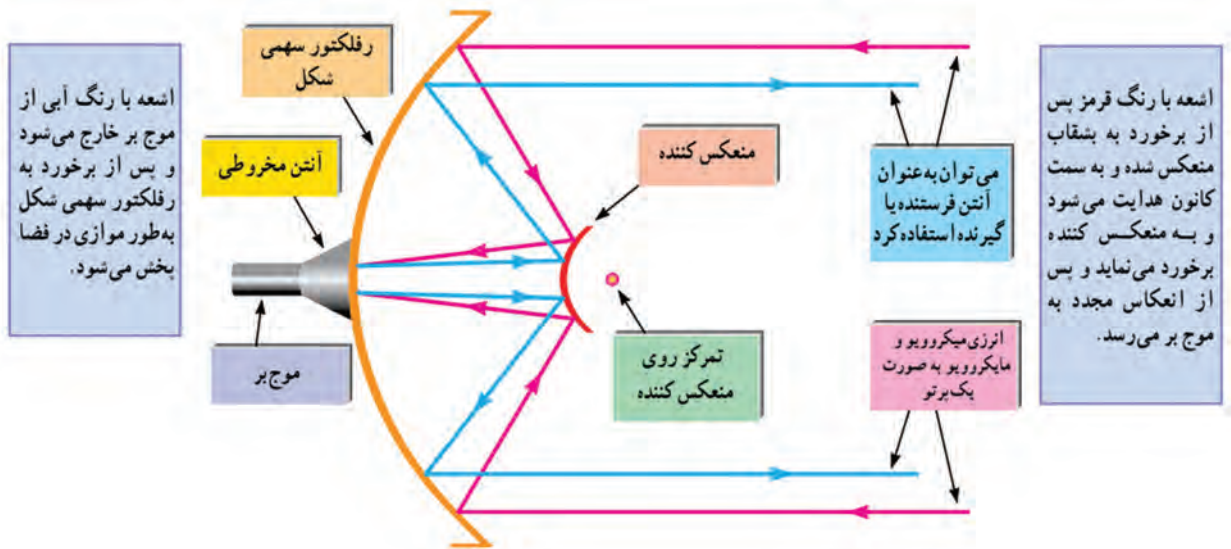 اشعه با رنگ قرمز پس
از برخورد به بشقاب
منعکس شده و به سمت
کانون هدایت می‌شود
و به منعکس کننده
برخورد می‌نماید و پس
از انعکاس مجدد به
موج بر می‌رسد.
می‌توان به‌عنوان
آنتن فرستنده یا
گیرنده استفاده کرد
انرژی میکروویو و
مایکروویو به صورت
یک پرتو
منعکس کننده
تمرکز روی
منعکس کننده
رفلکتور سهمی
شکل
آنتن مخروطی
موج‌بر
اشعه با رنگ آبی از
موج بر خارج می‌شود
و پس از برخورد به
رفلکتور سهمی شکل
به‌طور موازی در فضا
پخش می‌شود.